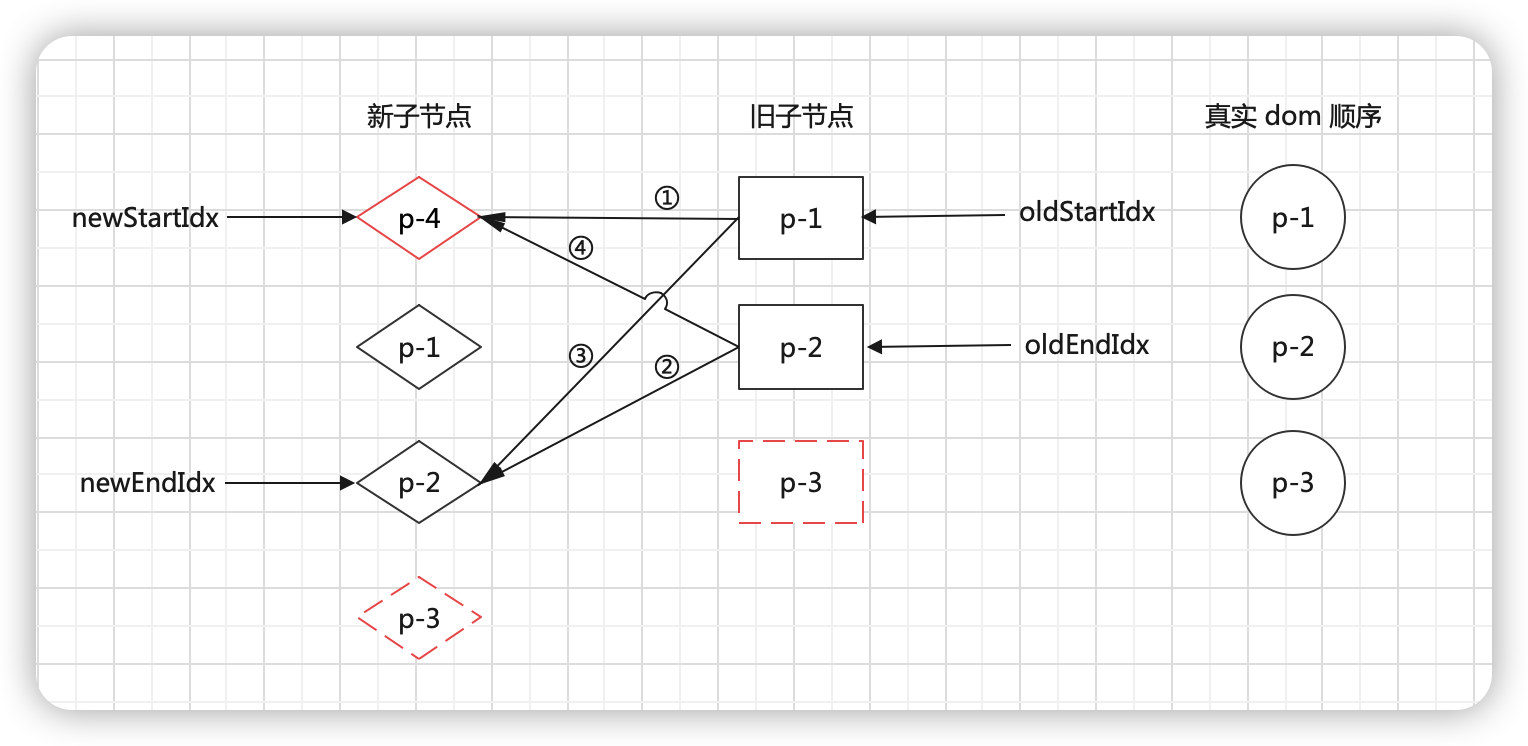 新子节点 旧子节点 真实 dom 顺序
newStartIdx p-4 ① p-1 oldStartIdx p-1
④
p-1 ③ ② p-2 oldEndIdx p-2
newEndIdx p-2 p-3 p-3
p-3